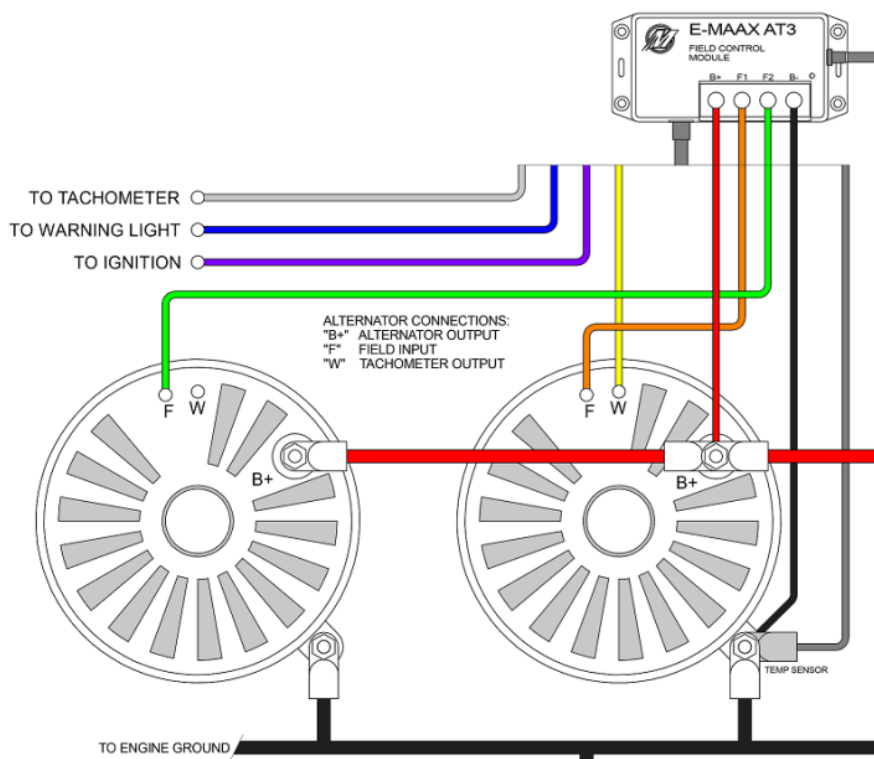 E-MAAX AT3
FIELD CONTROL
MODULE
B+ F1 F2 B-
TO TACHOMETER
TO WARNING LIGHT
TO IGNITION
ALTERNATOR CONNECTIONS:
"B+" ALTERNATOR OUTPUT
"F" FIELD INPUT
"W" TACHOMETER OUTPUT
F W
F W
B+
B+
TEMP SENSOR
TO ENGINE GROUND